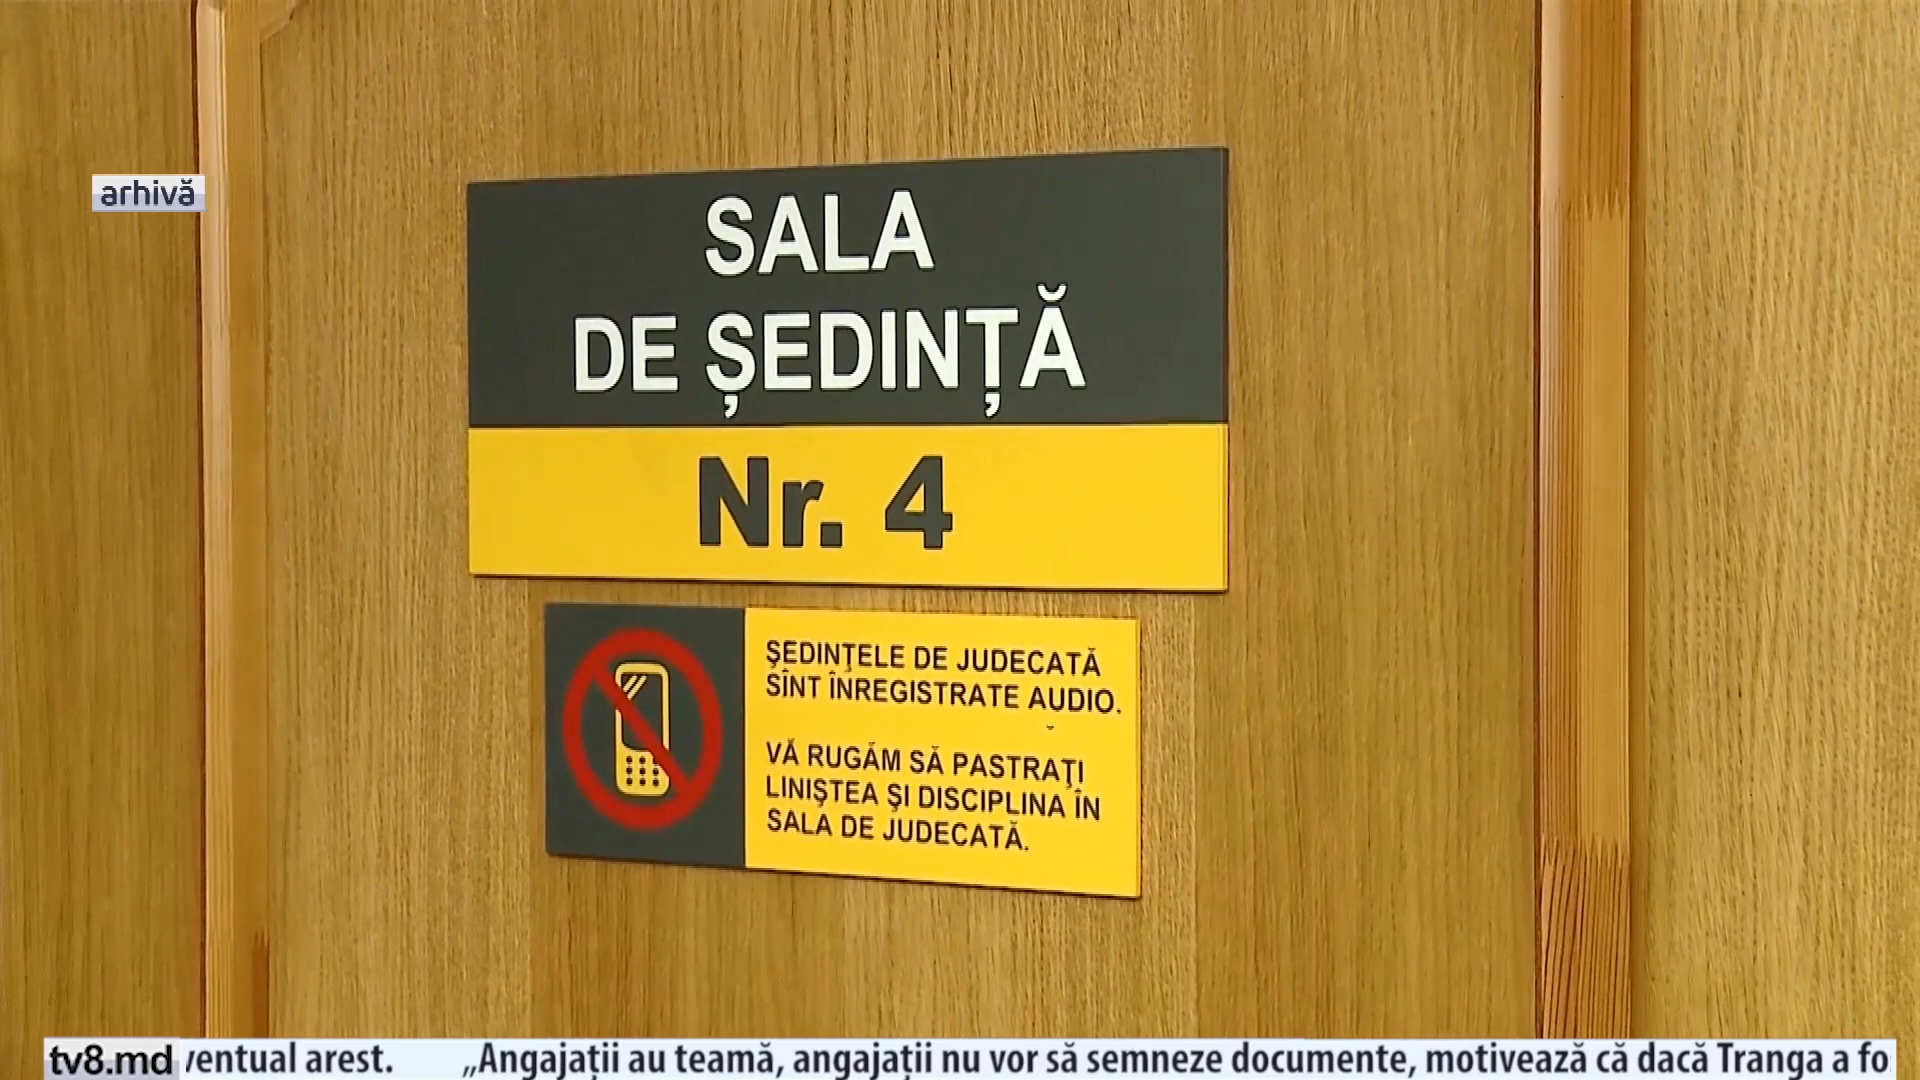 arhivă
SALA
DE ȘEDINȚĂ
Nr. 4
ŞEDINŢELE DE JUDECATĂ
SÎNT ÎNREGISTRATE AUDIO.
VĂ RUGĂM SĂ PASTRAŢI
LINIŞTEA ŞI DISCIPLINA ÎN
SALA DE JUDECATĂ.
tv8.md
arest. „Angajații au teamă, angajații nu vor să semneze documente, motivează că dacă Tranga a